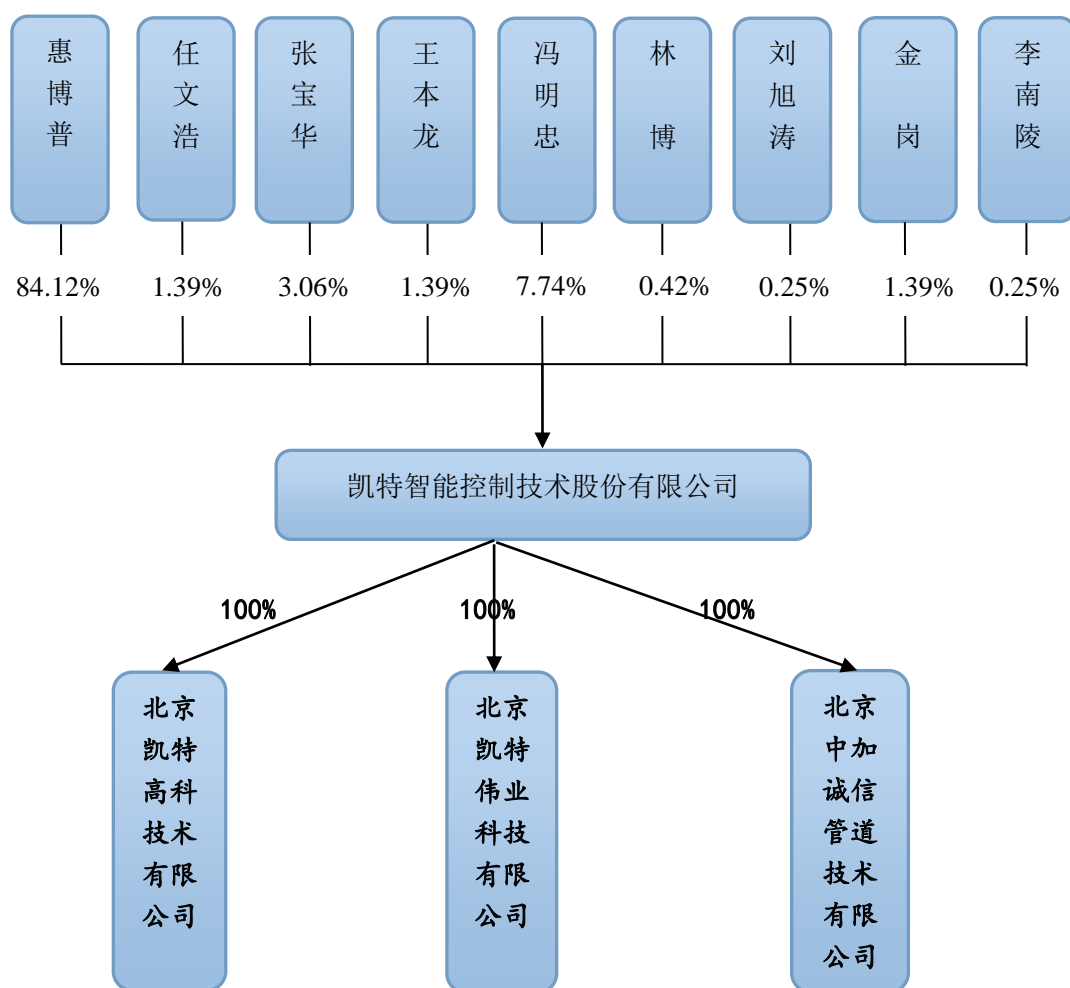 惠博普
任文浩
张宝华
王本龙
冯明忠
林博
刘旭涛
金岗
李南陵
84.12% 1.39% 3.06% 1.39% 7.74% 0.42% 0.25% 1.39% 0.25%
凯特智能控制技术股份有限公司
100% 100% 100%
北京
凯特
高科
技术
有限
公司
北京
凯特
伟业
科技
有限
公司
北京
中加
诚信
管道
技术
有限
公司